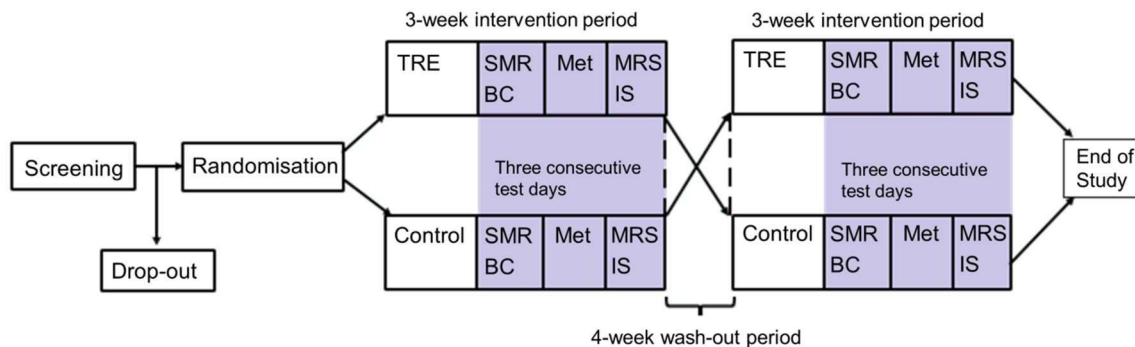 3-week intervention period
3-week intervention period
TRE
SMR
BC
Met
MRS
IS
TRE
SMR
BC
Met
MRS
IS
Screening
Randomisation
Three consecutive
test days
Three consecutive
test days
End of
Study
Drop-out
Control
SMR
BC
Met
MRS
IS
Control
SMR
BC
Met
MRS
IS
4-week wash-out period